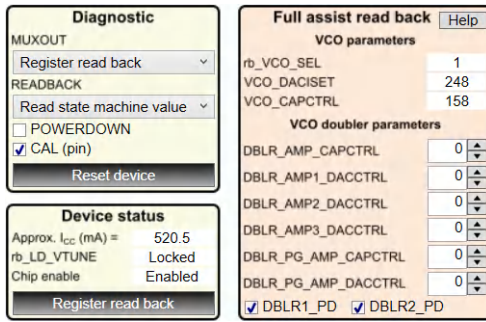 Diagnostic
MUXOUT
Register read back
READBACK
Read state machine value
POWERDOWN
CAL (pin)
Reset device
Device status
Approx. ICC (mA) = 520.5
rb_LD_VTUNE Locked
Chip enable Enabled
Register read back
Full assist read back Help
VCO parameters
rb_VCO_SEL 1
VCO_DACISET 248
VCO_CAPCTRL 158
VCO doubler parameters
DBLR_AMP_CAPCTRL 0
DBLR_AMP1_DACCTRL 0
DBLR_AMP2_DACCTRL 0
DBLR_AMP3_DACCTRL 0
DBLR_PG_AMP_CAPCTRL 0
DBLR_PG_AMP_DACCTRL 0
DBLR1_PD DBLR2_PD